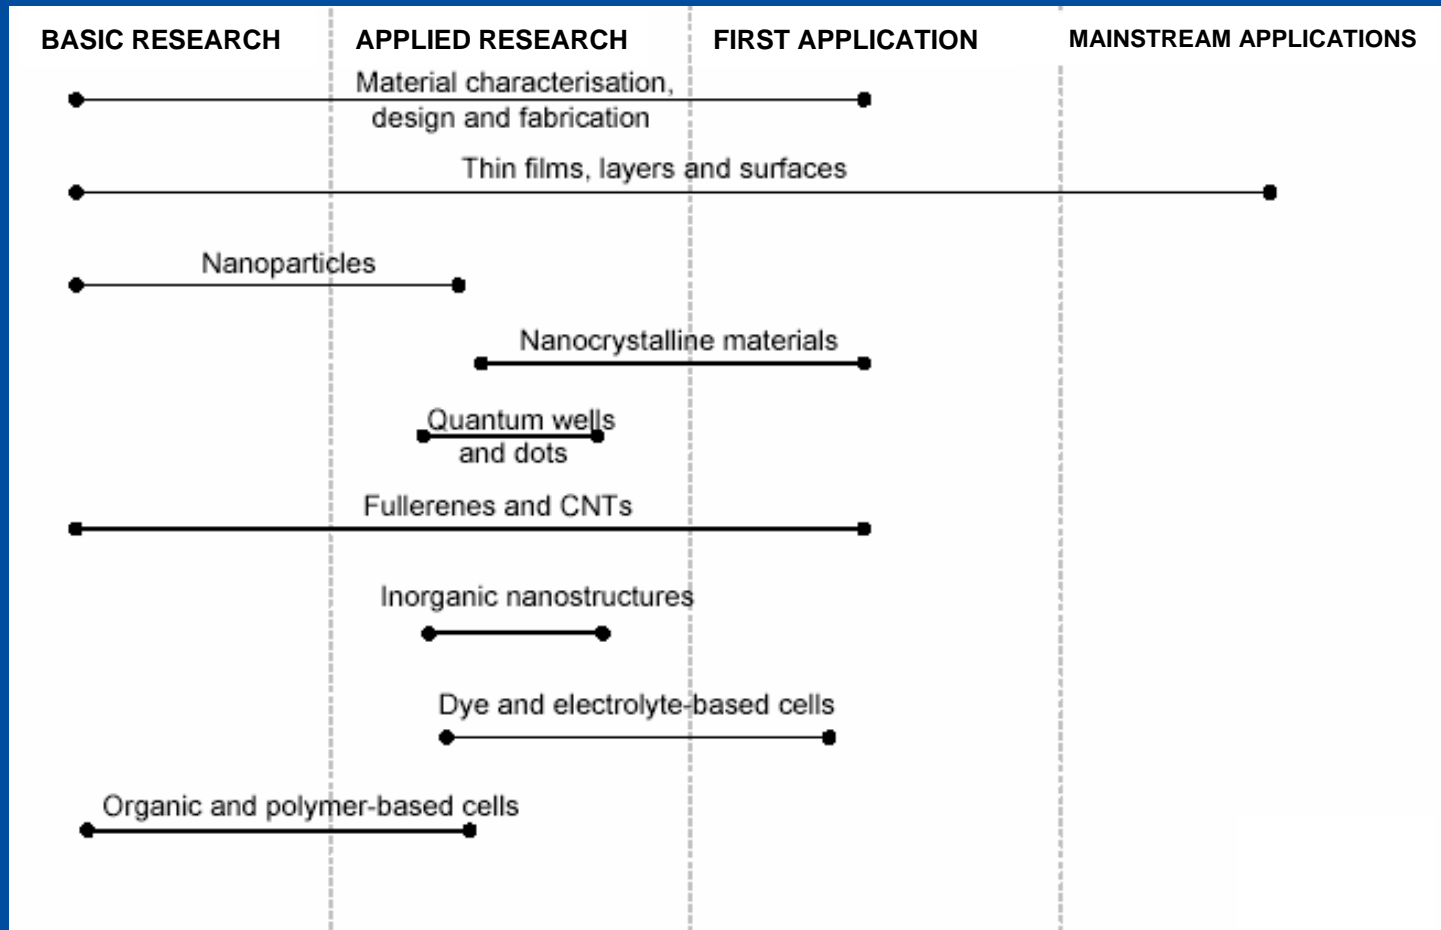 BASIC RESEARCH
APPLIED RESEARCH
FIRST APPLICATION
MAINSTREAM APPLICATIONS
Material characterisation,
design and fabrication
Thin films, layers and surfaces
Nanoparticles
Nanocrystalline materials
Quantum wells
and dots
Fullerenes and CNTs
Inorganic nanostructures
Dye and electrolyte-based cells
Organic and polymer-based cells